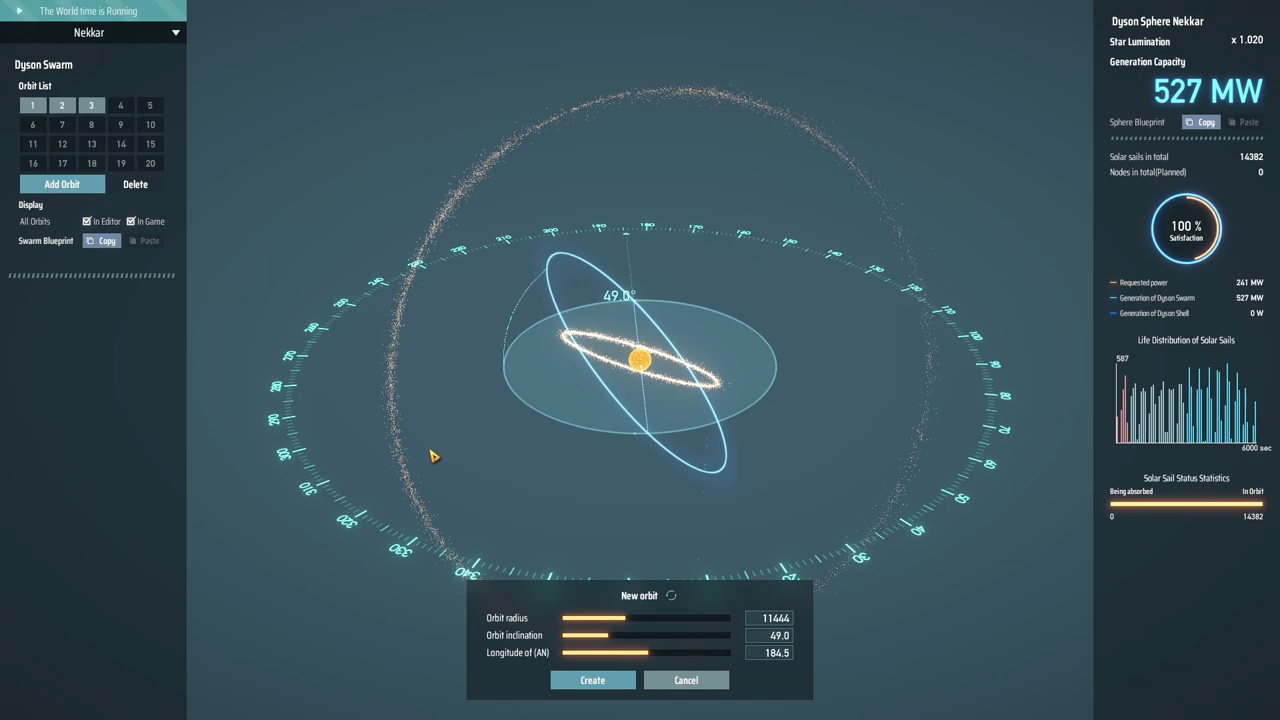 The World time is Running
Nekkar
Dyson Swarm
Orbit List
1 2 3 4 5
6 7 8 9 10
11 12 13 14 15
16 17 18 19 20
Add Orbit Delete
Display
All Orbits In Editor In Game
Swarm Blueprint Copy Paste
49.0°
New orbit
Orbit radius 11444
Orbit inclination 49.0
Longitude of (AN) 184.5
Create Cancel
Dyson Sphere Nekkar
Star Lumination x 1.020
Generation Capacity
527 MW
Sphere Blueprint Copy Paste
Solar sails in total 14382
Nodes in total(Planned) 0
100 %
Satisfaction
Requested power 241 MW
Generation of Dyson Swarm 527 MW
Generation of Dyson Shell 0 W
Life Distribution of Solar Sails
587
6000 sec
Solar Sail Status Statistics
Being absorbed In Orbit
0 14382